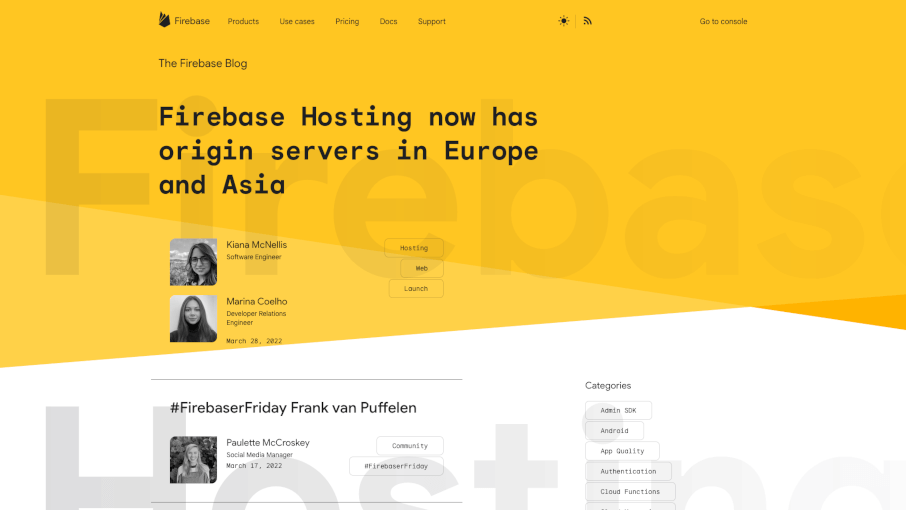 Firebase Products Use cases Pricing Docs Support Go to console
The Firebase Blog
Firebase
Firebase Hosting now has
origin servers in Europe
and Asia
Kiana McNellis
Software Engineer
Hosting
Web
Launch
Marina Coelho
Developer Relations
Engineer
March 28, 2022
#FirebaserFriday Frank van Puffelen
Paulette McCroskey
Social Media Manager
March 17, 2022
Community
#FirebaserFriday
Categories
Admin SDK
Android
App Quality
Authentication
Cloud Functions
Hosting